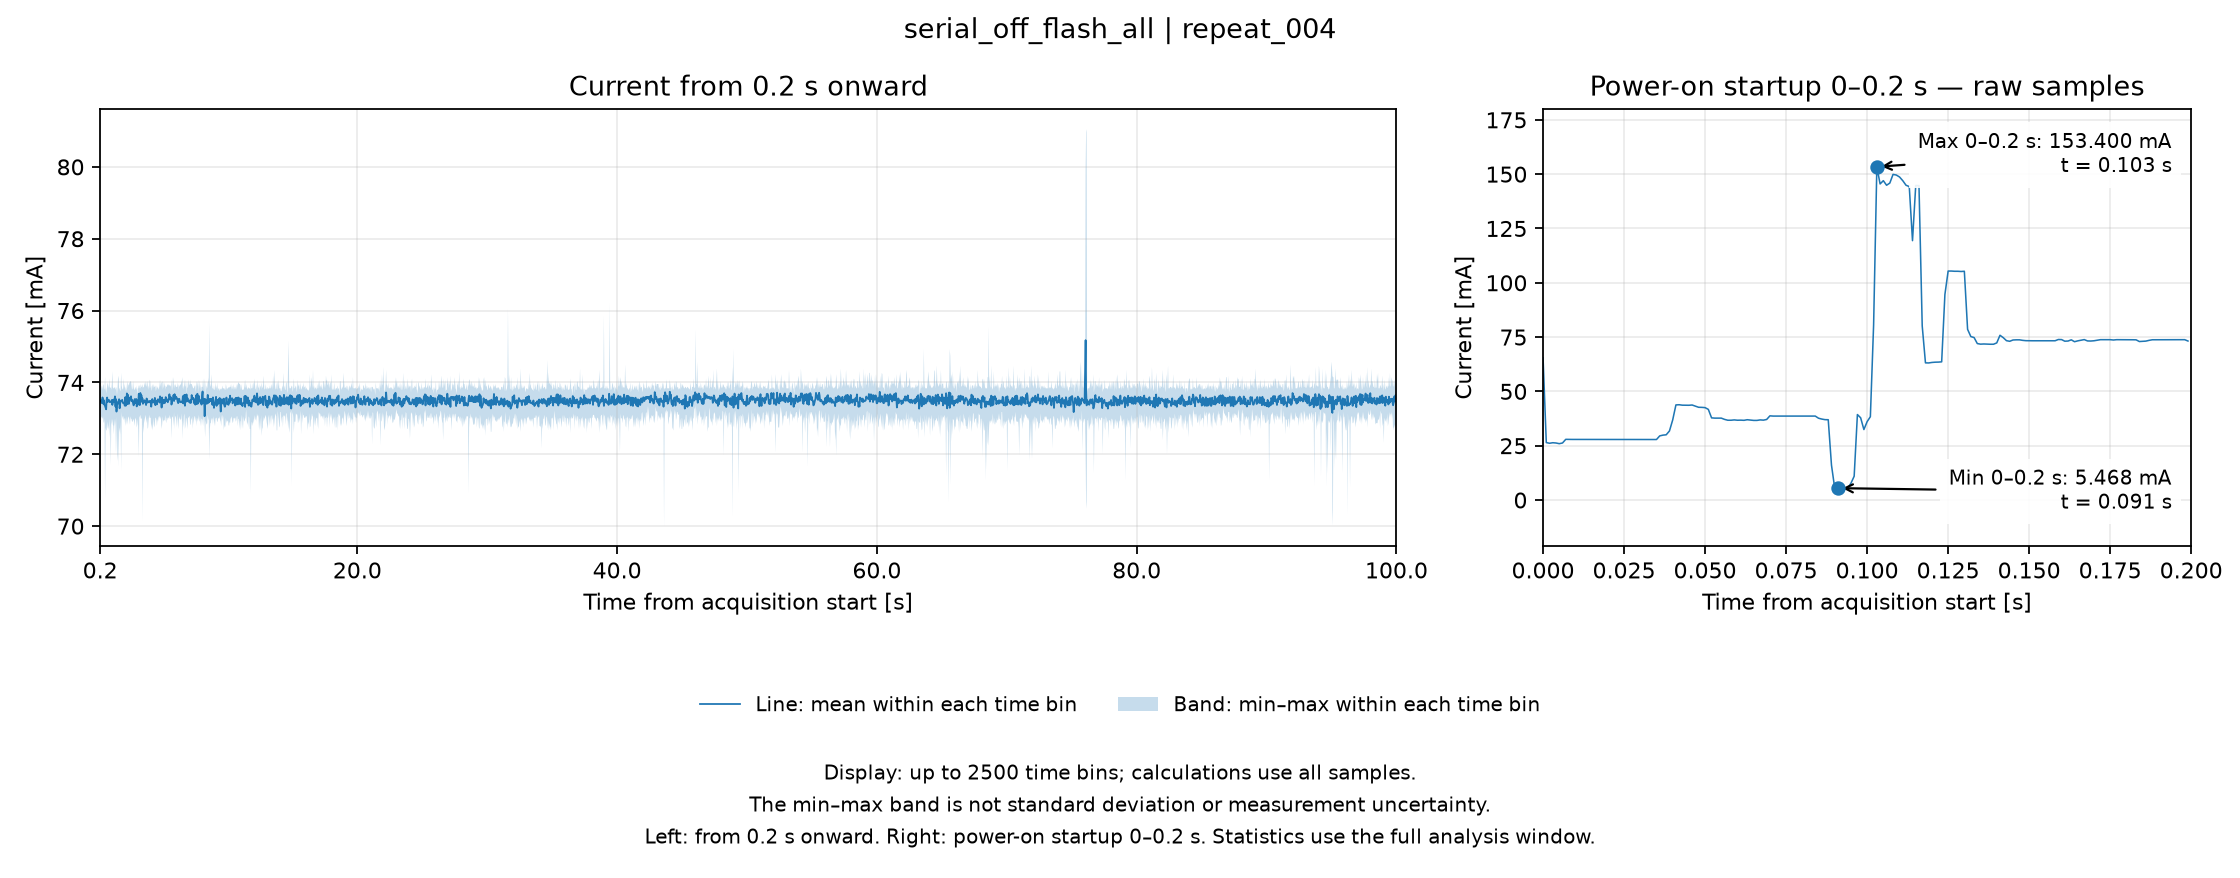 serial_off_flash_all | repeat_004
Current from 0.2 s onward
Current [mA]
80
78
76
74
72
70
0.2 20.0 40.0 60.0 80.0 100.0
Time from acquisition start [s]
Power-on startup 0–0.2 s — raw samples
Current [mA]
175
150
125
100
75
50
25
0
Max 0–0.2 s: 153.400 mA
t = 0.103 s
Min 0–0.2 s: 5.468 mA
t = 0.091 s
0.000 0.025 0.050 0.075 0.100 0.125 0.150 0.175 0.200
Time from acquisition start [s]
Line: mean within each time bin
Band: min–max within each time bin
Display: up to 2500 time bins; calculations use all samples.
The min–max band is not standard deviation or measurement uncertainty.
Left: from 0.2 s onward. Right: power-on startup 0–0.2 s. Statistics use the full analysis window.